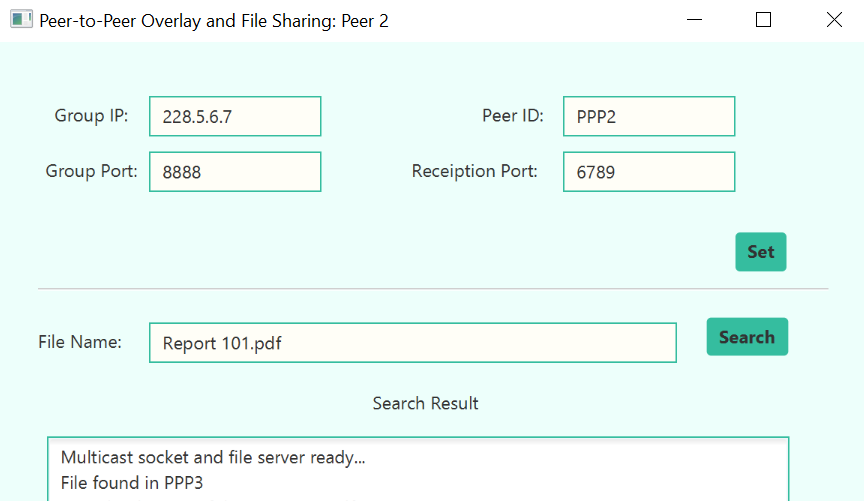 Peer-to-Peer Overlay and File Sharing: Peer 2
Group IP: 228.5.6.7 Peer ID: PPP2
Group Port: 8888 Receiption Port: 6789
Set
File Name: Report 101.pdf Search
Search Result
Multicast socket and file server ready...
File found in PPP3